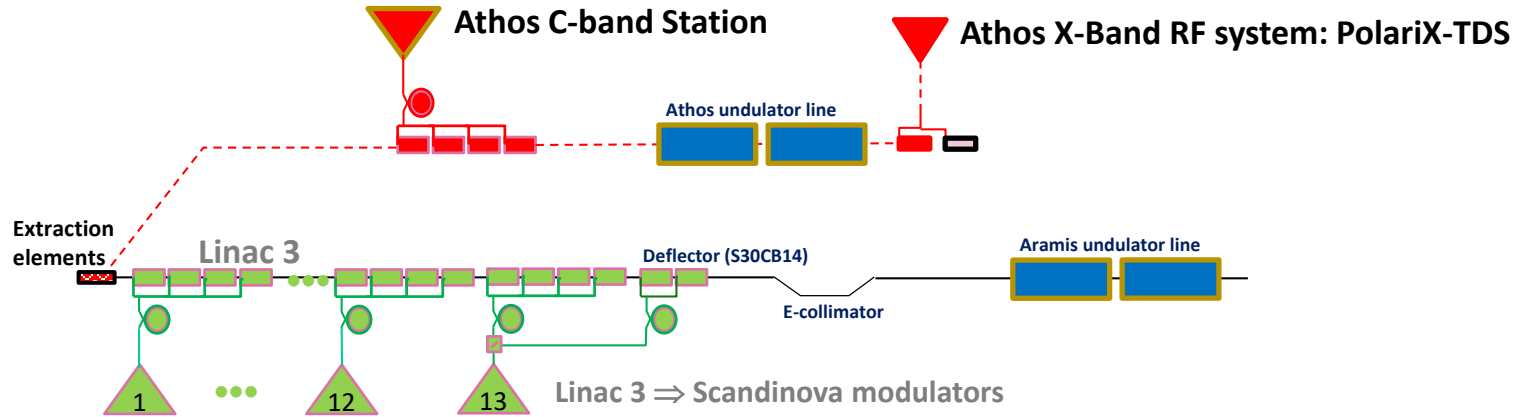 Athos C-band Station
Athos X-Band RF system: PolariX-TDS
Athos undulator line
Extraction
elements
Linac 3
Deflector (S30CB14)
Aramis undulator line
E-collimator
1
12
13
Linac 3 ⇒ Scandinova modulators